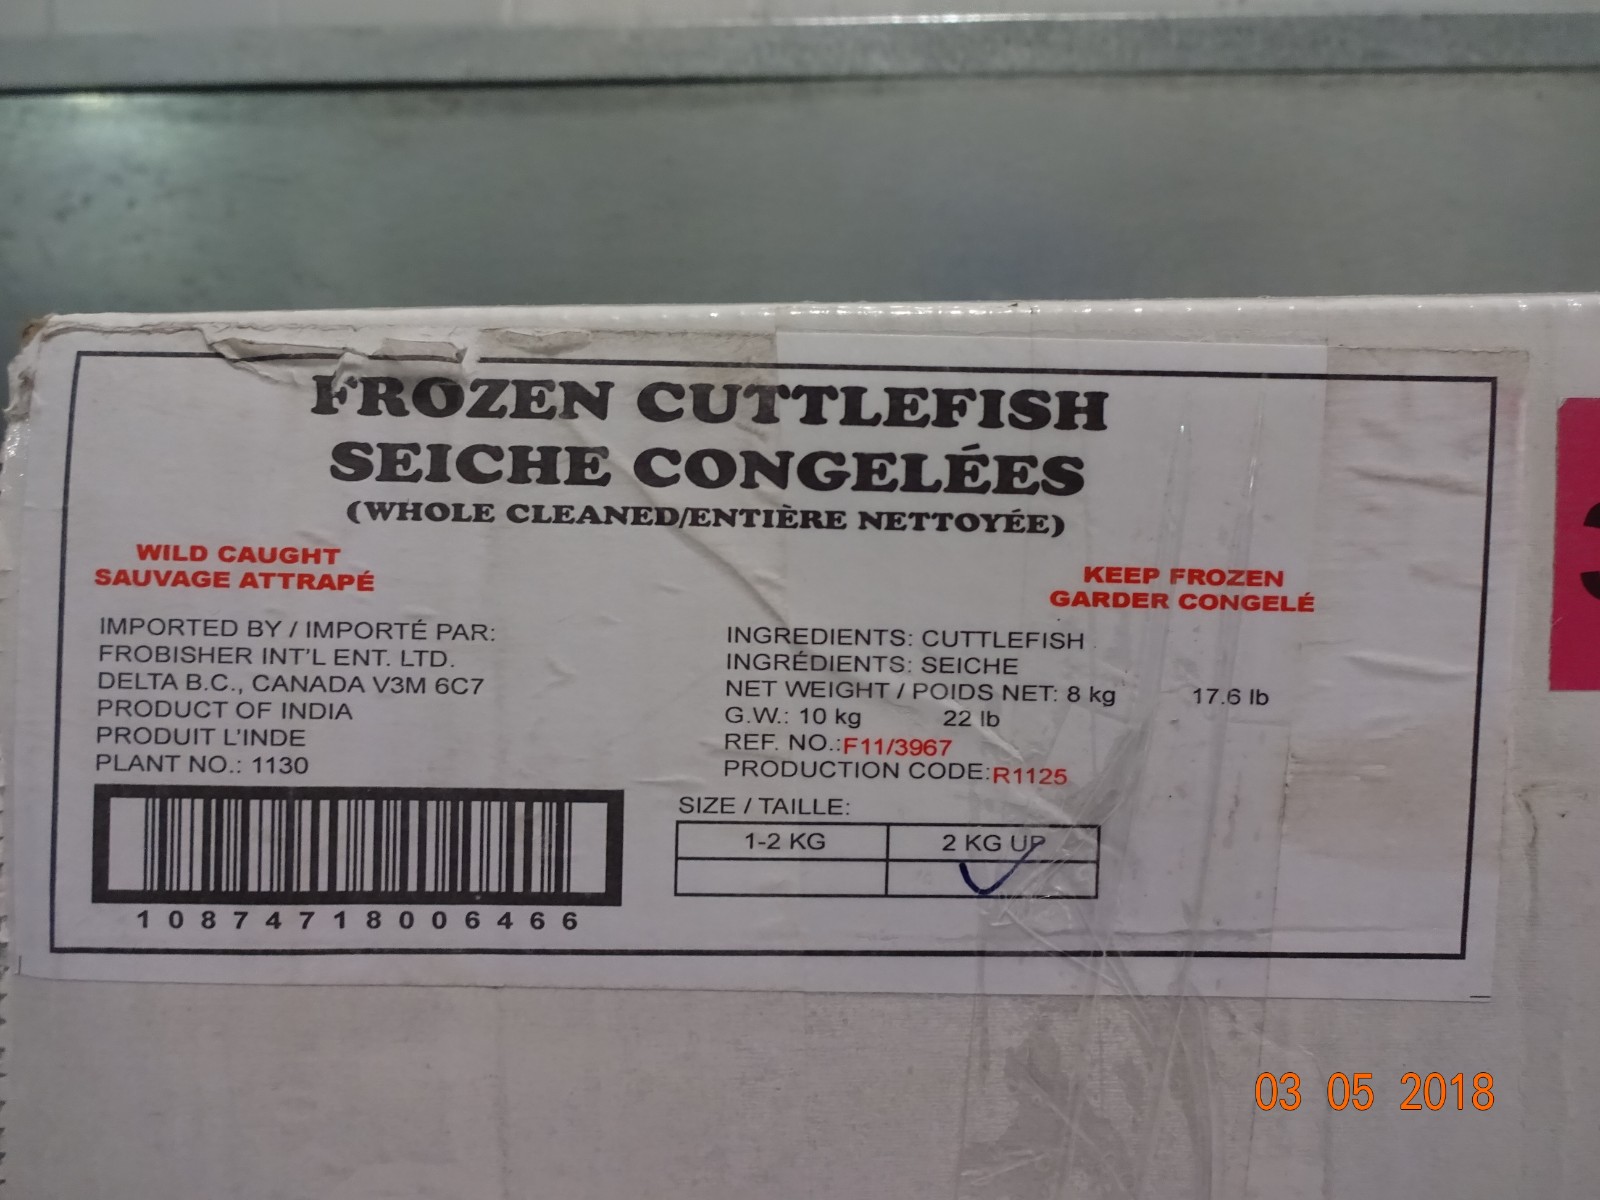 FROZEN CUTTLEFISH
SEICHE CONGELÉES
(WHOLE CLEANED/ENTIÈRE NETTOYÉE)
WILD CAUGHT
SAUVAGE ATTRAPÉ
KEEP FROZEN
GARDER CONGELÉ
IMPORTED BY / IMPORTÉ PAR:
FROBISHER INT'L ENT. LTD.
DELTA B.C., CANADA V3M 6C7
PRODUCT OF INDIA
PRODUIT L'INDE
PLANT NO.: 1130
INGREDIENTS: CUTTLEFISH
INGRÉDIENTS: SEICHE
NET WEIGHT / POIDS NET: 8 kg 17.6 lb
G.W.: 10 kg 22 lb
REF. NO.:F11/3967
PRODUCTION CODE:R1125
SIZE / TAILLE:
1-2 KG 2 KG UP
10874718006466
03 05 2018